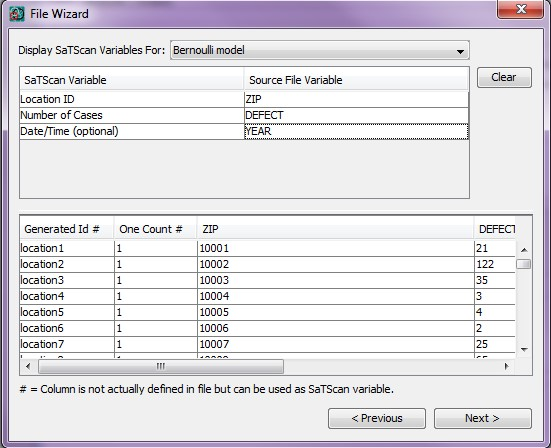 File Wizard
Display SaTScan Variables For: Bernoulli model
SaTScan Variable Source File Variable Clear
Location ID ZIP
Number of Cases DEFECT
Date/Time (optional) YEAR
Generated Id # One Count # ZIP DEFECT
location1 1 10001 21
location2 1 10002 122
location3 1 10003 35
location4 1 10004 3
location5 1 10005 4
location6 1 10006 2
location7 1 10007 25
# = Column is not actually defined in file but can be used as SaTScan variable.
< Previous Next >